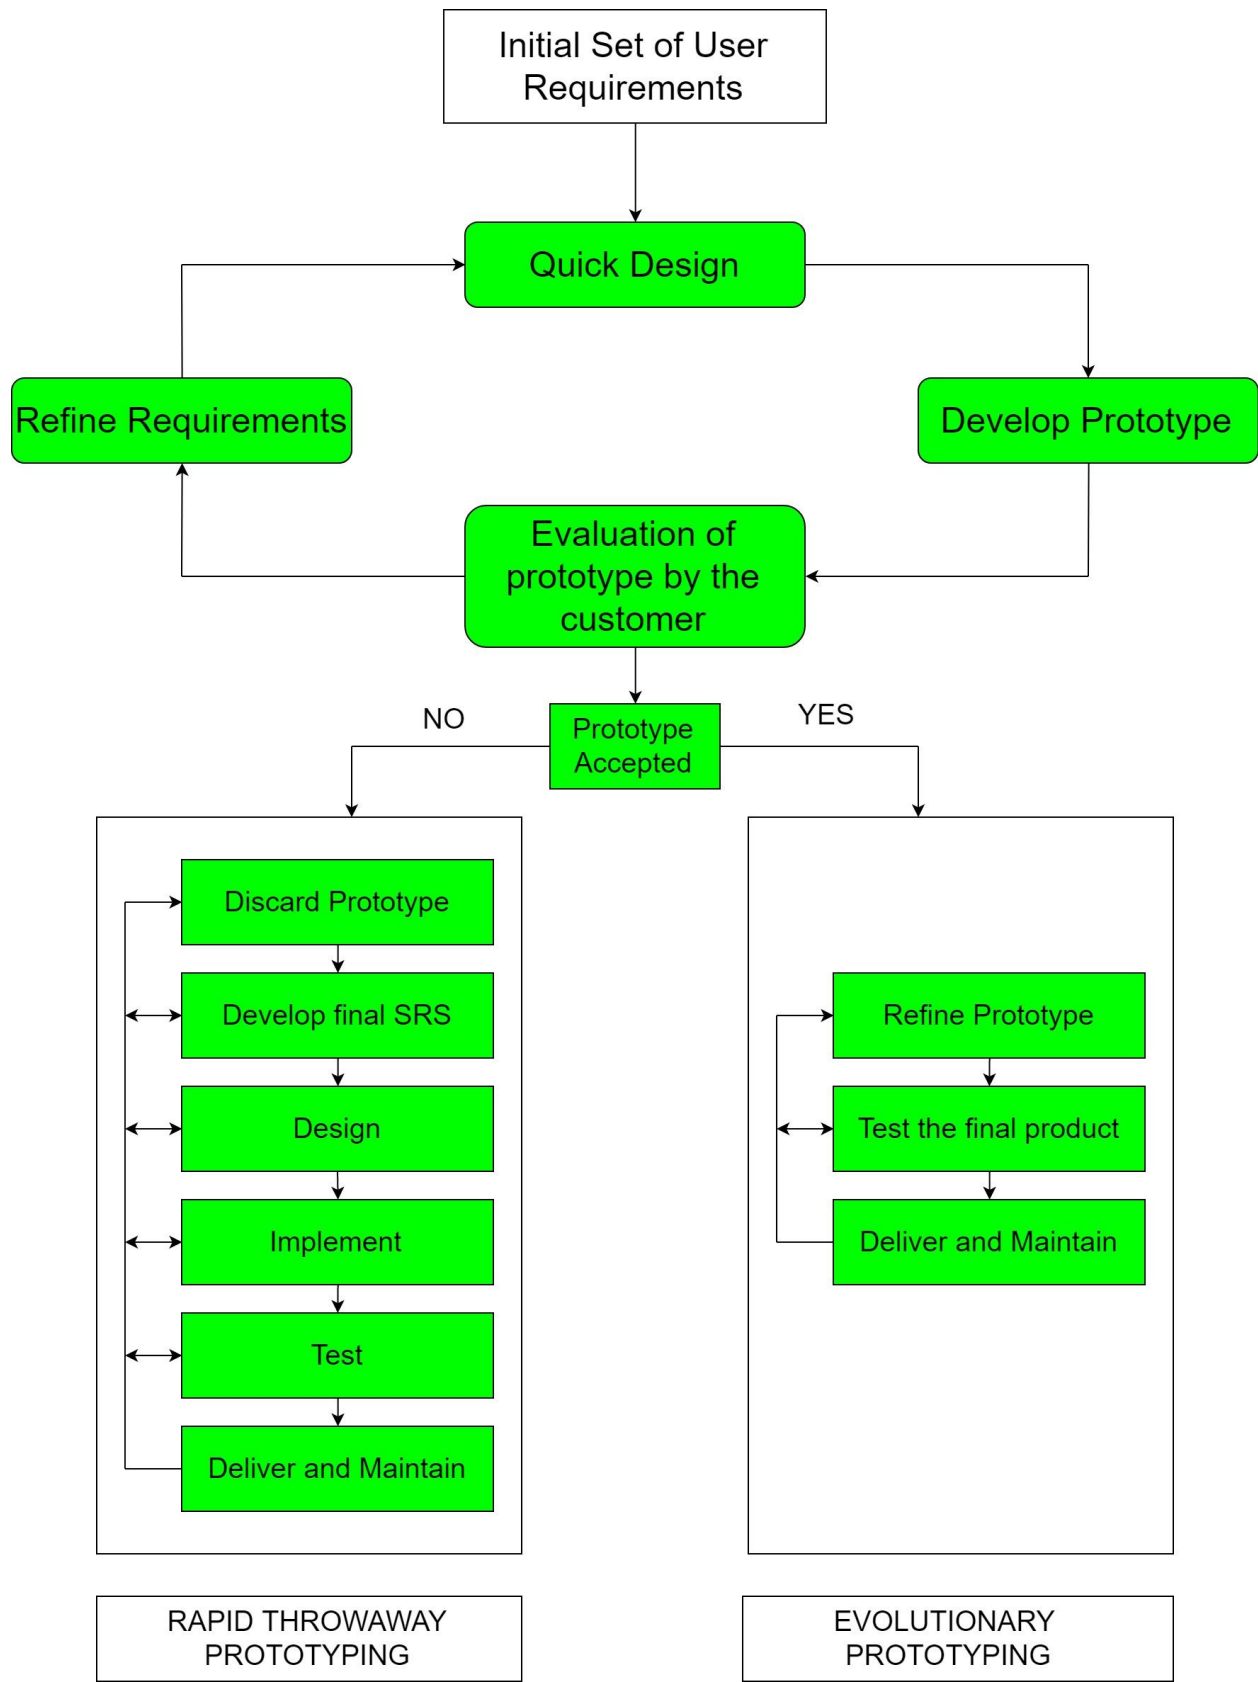 Initial Set of User
Requirements
Quick Design
Refine Requirements
Develop Prototype
Evaluation of
prototype by the
customer
NO
YES
Prototype
Accepted
Discard Prototype
Develop final SRS
Design
Implement
Test
Deliver and Maintain
Refine Prototype
Test the final product
Deliver and Maintain
RAPID THROWAWAY
PROTOTYPING
EVOLUTIONARY
PROTOTYPING